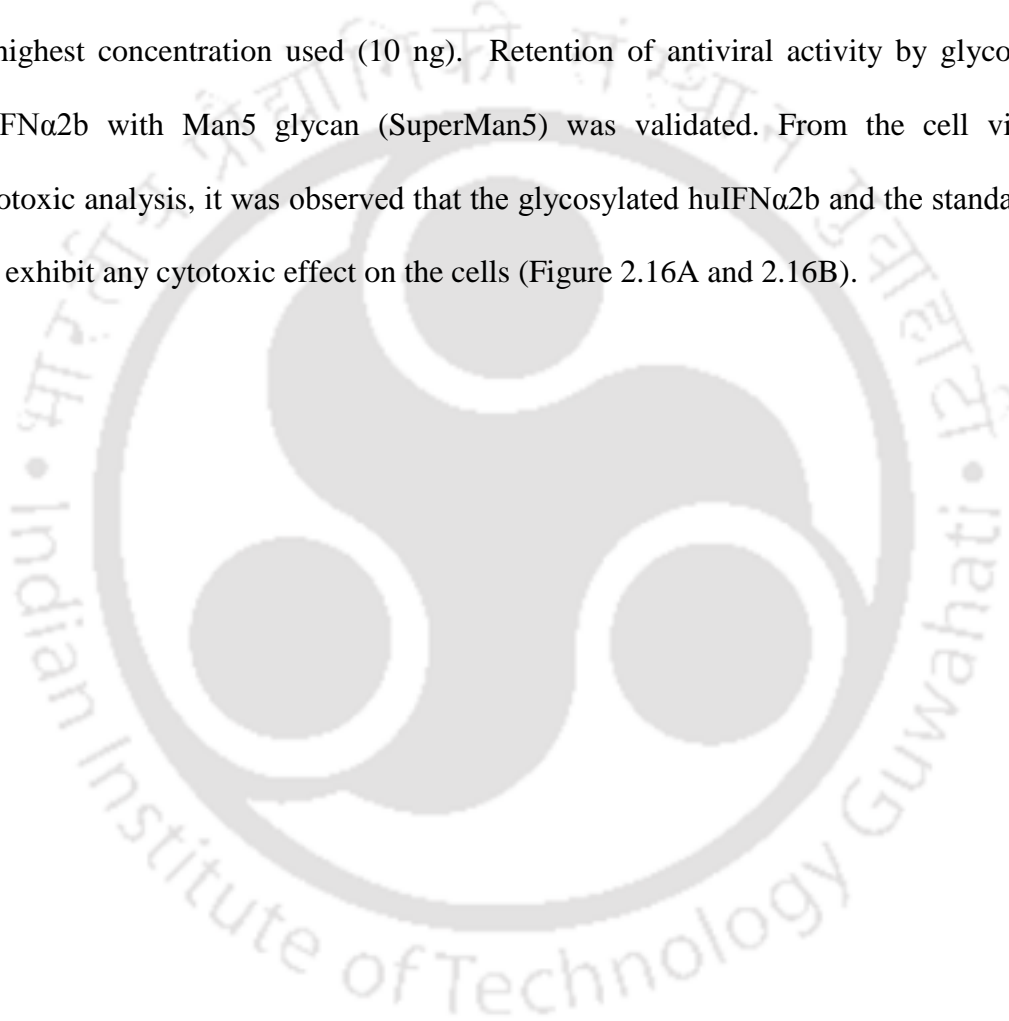 highest concentration used (10 ng). Retention of antiviral activity by glyco
FNα2b with Man5 glycan (SuperMan5) was validated. From the cell vi
otoxic analysis, it was observed that the glycosylated huIFNα2b and the standa
exhibit any cytotoxic effect on the cells (Figure 2.16A and 2.16B).
Indian Institute of Technology Guwahati